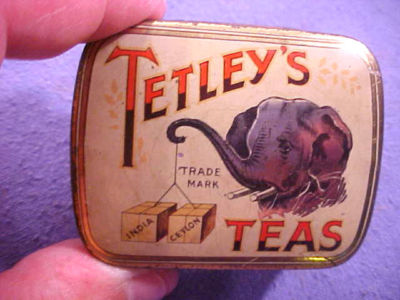 TETLEY'S
TRADE
MARK
INDIA
CEYLON
TEAS